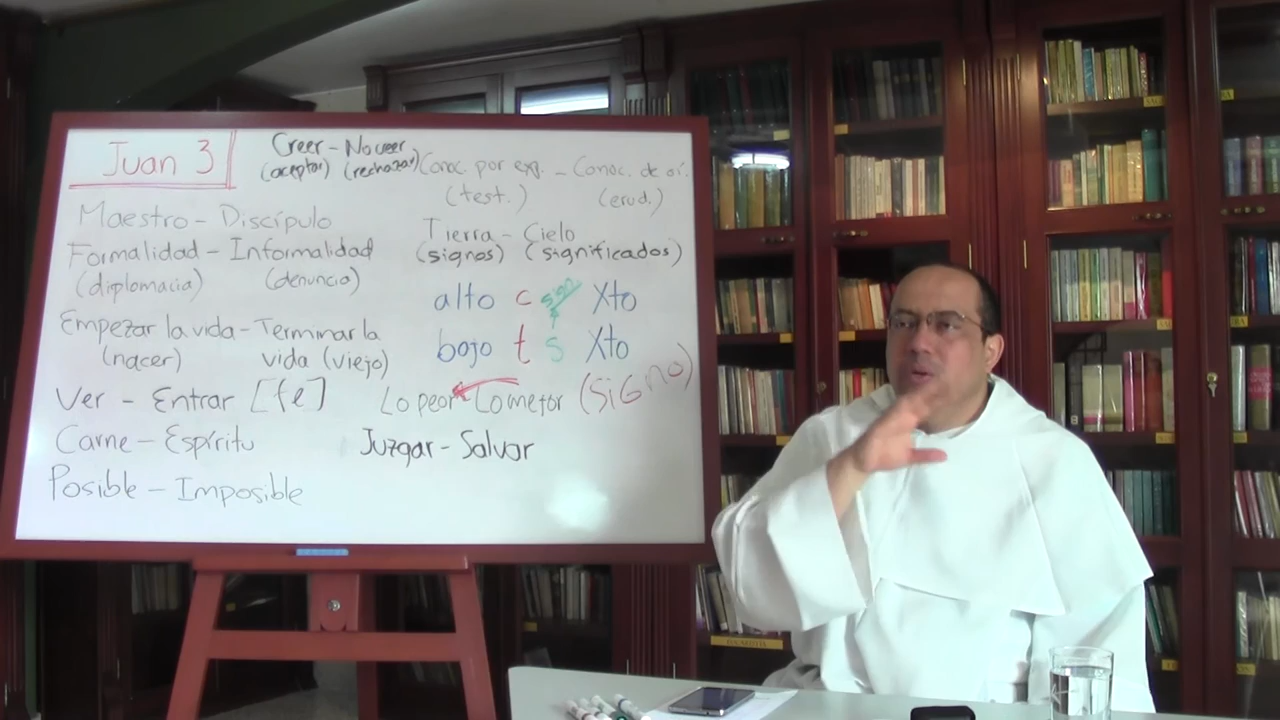 Juan 3
Creer - No creer
(aceptar) (rechazar)
Conoc. por exp. - Conoc. de oí.
(test.) (erud.)
Maestro - Discípulo
Formalidad - Informalidad
(diplomacia) (denuncia)
Empezar la vida - Terminar la
(nacer) vida (viejo)
Ver - Entrar [fe]
Carne - Espíritu
Posible - Imposible
Tierra - Cielo
(signos) (significados)
alto c sign Xto
bajo t s Xto
Lo peor Lo mejor (signo)
Juzgar - Salvar